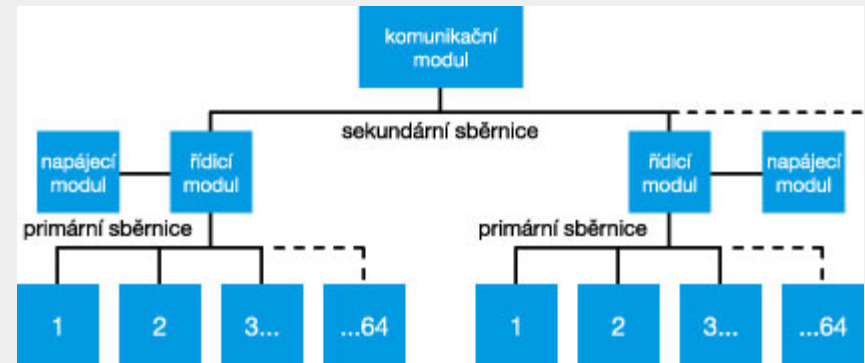 komunikační
modul
sekundární sběrnice
napájecí
modul
řídicí
modul
řídicí
modul
napájecí
modul
primární sběrnice
primární sběrnice
1
2
3...
...64
1
2
3...
...64